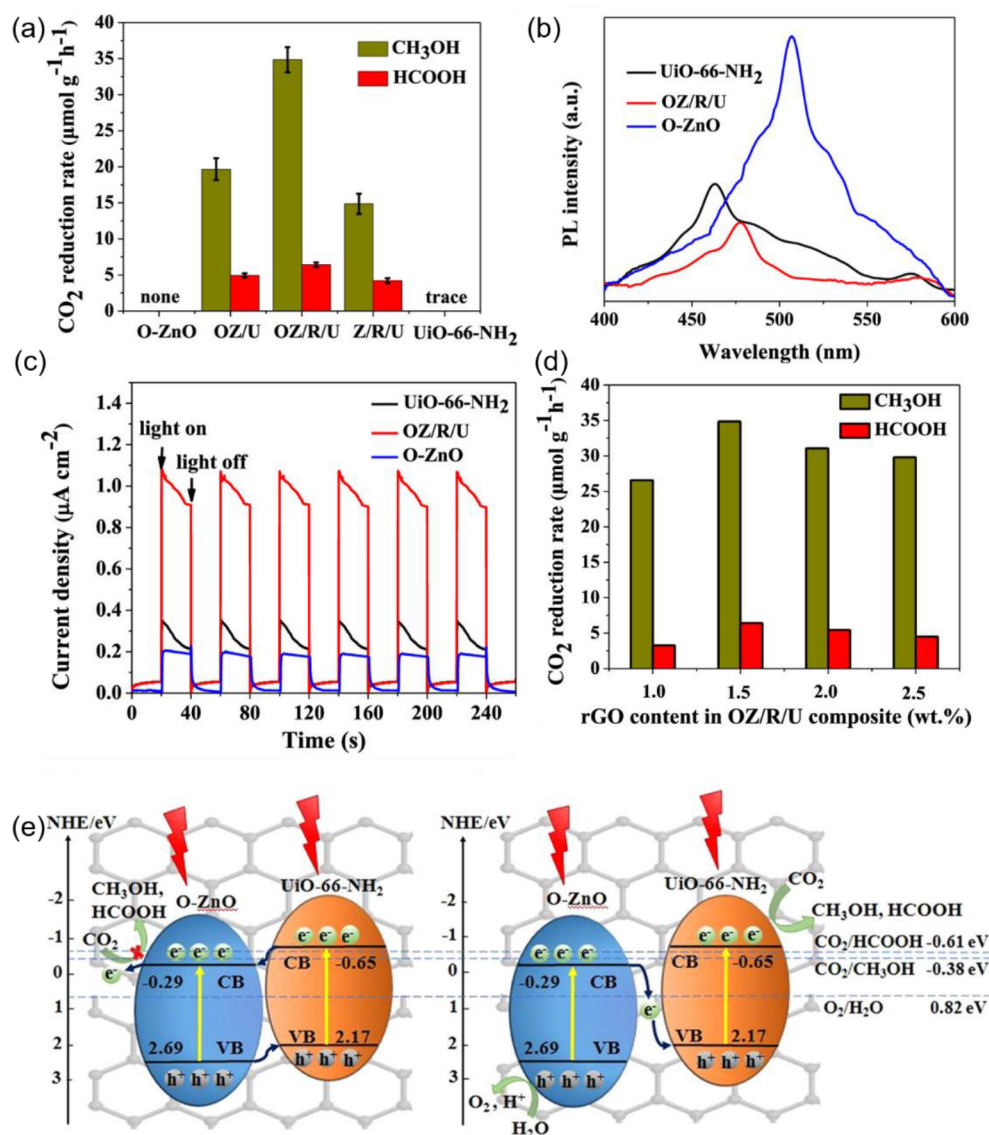 (a)
CO2 reduction rate (μmol g-1h-1)
40
35
30
25
20
15
10
5
0
CH3OH
HCOOH
none
trace
O-ZnO OZ/U OZ/R/U Z/R/U UiO-66-NH2
(b)
PL intensity (a.u.)
UiO-66-NH2
OZ/R/U
O-ZnO
400 450 500 550 600
Wavelength (nm)
(c)
Current density (μA cm-2)
1.4
1.2
1.0
0.8
0.6
0.4
0.2
0.0
UiO-66-NH2
OZ/R/U
O-ZnO
light on
light off
0 40 80 120 160 200 240
Time (s)
(d)
CO2 reduction rate (μmol g-1h-1)
40
35
30
25
20
15
10
5
0
CH3OH
HCOOH
1.0 1.5 2.0 2.5
rGO content in OZ/R/U composite (wt.%)
(e)
NHE/eV
-2
-1
0
1
2
3
CH3OH,
HCOOH
CO2
e-
O-ZnO
UiO-66-NH2
e- e- e-
e- e- e-
-0.29 CB
CB -0.65
2.69 VB
VB 2.17
h+ h+ h+
h+ h+ h+
NHE/eV
-2
-1
0
1
2
3
O-ZnO
UiO-66-NH2
CO2
CH3OH, HCOOH
e- e- e-
e- e- e-
-0.29 CB
CB -0.65
e-
2.69 VB
VB 2.17
h+ h+ h+
h+ h+ h+
O2, H+
H2O
CO2/HCOOH -0.61 eV
CO2/CH3OH -0.38 eV
O2/H2O 0.82 eV